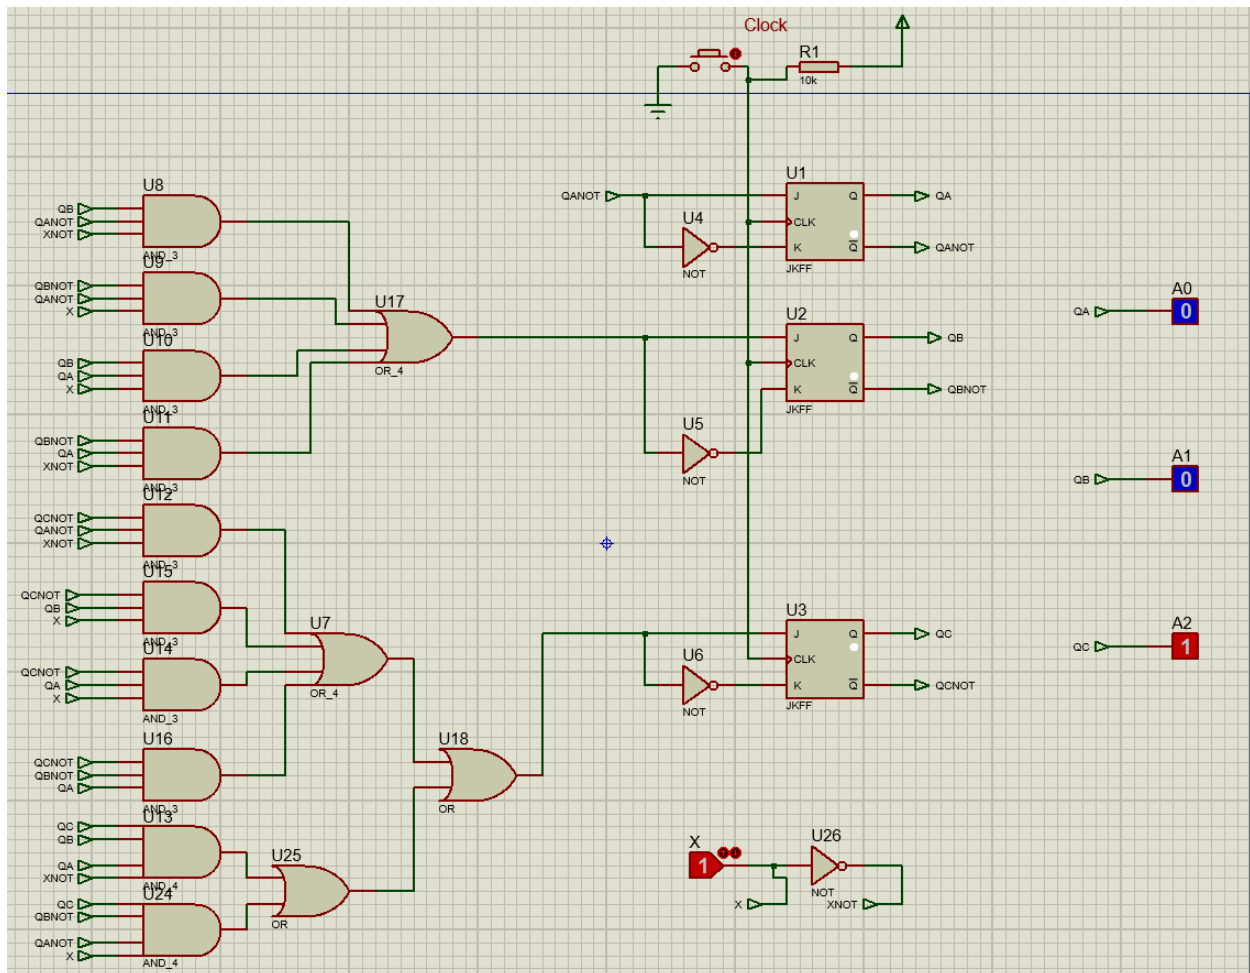 Clock
R1
10k
U8
QB
QANOT
XNOT
AND_3
U9
QBNOT
QANOT
X
AND_3
U10
QB
QA
X
AND_3
U11
QBNOT
QA
XNOT
AND_3
U12
QCNOT
QANOT
XNOT
AND_3
U15
QCNOT
QB
X
AND_3
U14
QCNOT
QA
X
AND_3
U16
QCNOT
QBNOT
QA
AND_3
U13
QC
QB
QA
XNOT
AND_4
U24
QC
QBNOT
QANOT
X
AND_4
U17
OR_4
U7
OR_4
U18
OR
U25
OR
QANOT
U4
NOT
U1
J
Q
CLK
K
Q
JKFF
QA
QANOT
U5
NOT
U2
J
Q
CLK
K
Q
JKFF
QB
QBNOT
U6
NOT
U3
J
Q
CLK
K
Q
JKFF
QC
QCNOT
A0
QA
0
A1
QB
0
A2
QC
1
X
1
U26
NOT
X
XNOT